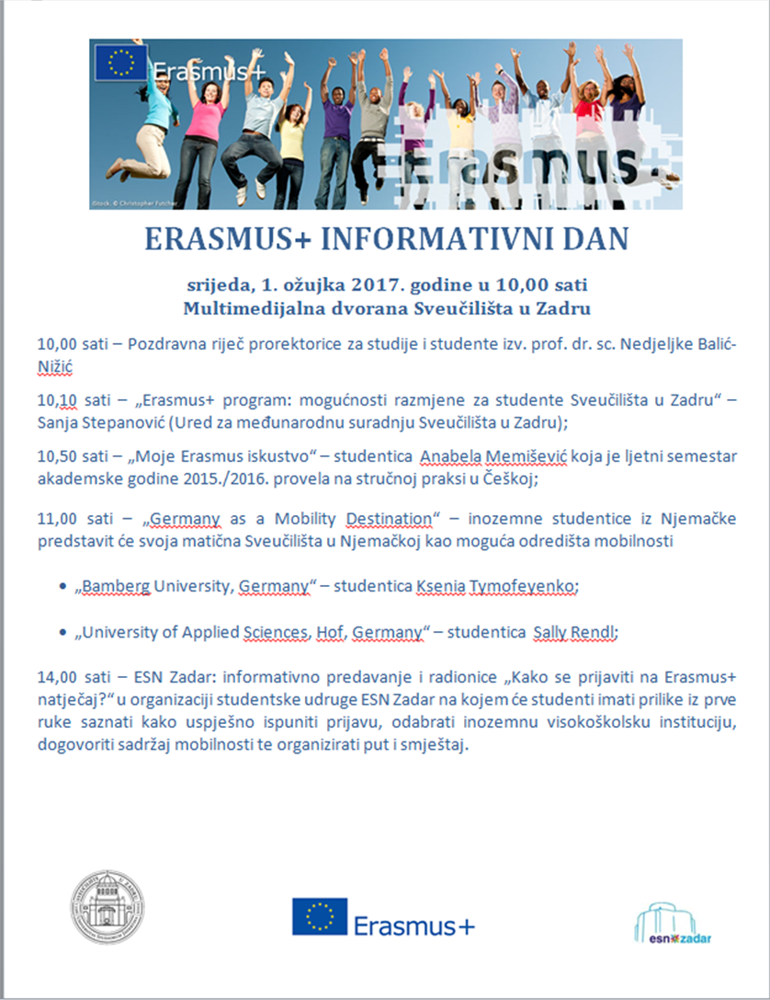 Erasmus+
Erasmus+
iStock. © Christopher Futcher
ERASMUS+ INFORMATIVNI DAN
srijeda, 1. ožujka 2017. godine u 10,00 sati
Multimedijalna dvorana Sveučilišta u Zadru
10,00 sati – Pozdravna riječ prorektorice za studije i studente izv. prof. dr. sc. Nedjeljke Balić-
Nižić
10,10 sati – „Erasmus+ program: mogućnosti razmjene za studente Sveučilišta u Zadru“ –
Sanja Stepanović (Ured za međunarodnu suradnju Sveučilišta u Zadru);
10,50 sati – „Moje Erasmus iskustvo“ – studentica Anabela Memišević koja je ljetni semestar
akademske godine 2015./2016. provela na stručnoj praksi u Češkoj;
11,00 sati – „Germany as a Mobility Destination“ – inozemne studentice iz Njemačke
predstavit će svoja matična Sveučilišta u Njemačkoj kao moguća odredišta mobilnosti
• „Bamberg University, Germany“ – studentica Ksenia Tymofeyenko;
• „University of Applied Sciences, Hof, Germany“ – studentica Sally Rendl;
14,00 sati – ESN Zadar: informativno predavanje i radionice „Kako se prijaviti na Erasmus+
natječaj?“ u organizaciji studentske udruge ESN Zadar na kojem će studenti imati prilike iz prve
ruke saznati kako uspješno ispuniti prijavu, odabrati inozemnu visokoškolsku instituciju,
dogovoriti sadržaj mobilnosti te organizirati put i smještaj.
Erasmus+
esn zadar